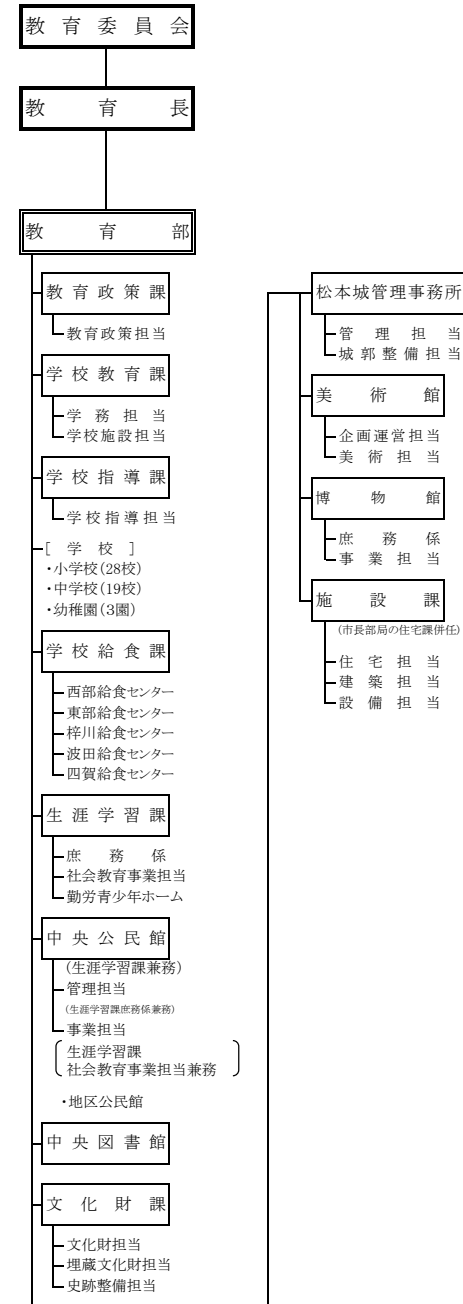 教育委員会
教育長
教育部
教育政策課
教育政策担当
学校教育課
学務担当
学校施設担当
学校指導課
学校指導担当
[学校]
・小学校(28校)
・中学校(19校)
・幼稚園(3園)
学校給食課
西部給食センター
東部給食センター
梓川給食センター
波田給食センター
四賀給食センター
生涯学習課
庶務係
社会教育事業担当
勤労青少年ホーム
中央公民館
(生涯学習課兼務)
管理担当
(生涯学習課庶務係兼務)
事業担当
生涯学習課
社会教育事業担当兼務
・地区公民館
中央図書館
文化財課
文化財担当
埋蔵文化財担当
史跡整備担当
松本城管理事務所
管理担当
城郭整備担当
美術館
企画運営担当
美術担当
博物館
庶務係
事業担当
施設課
(市長部局の住宅課併任)
住宅担当
建築担当
設備担当